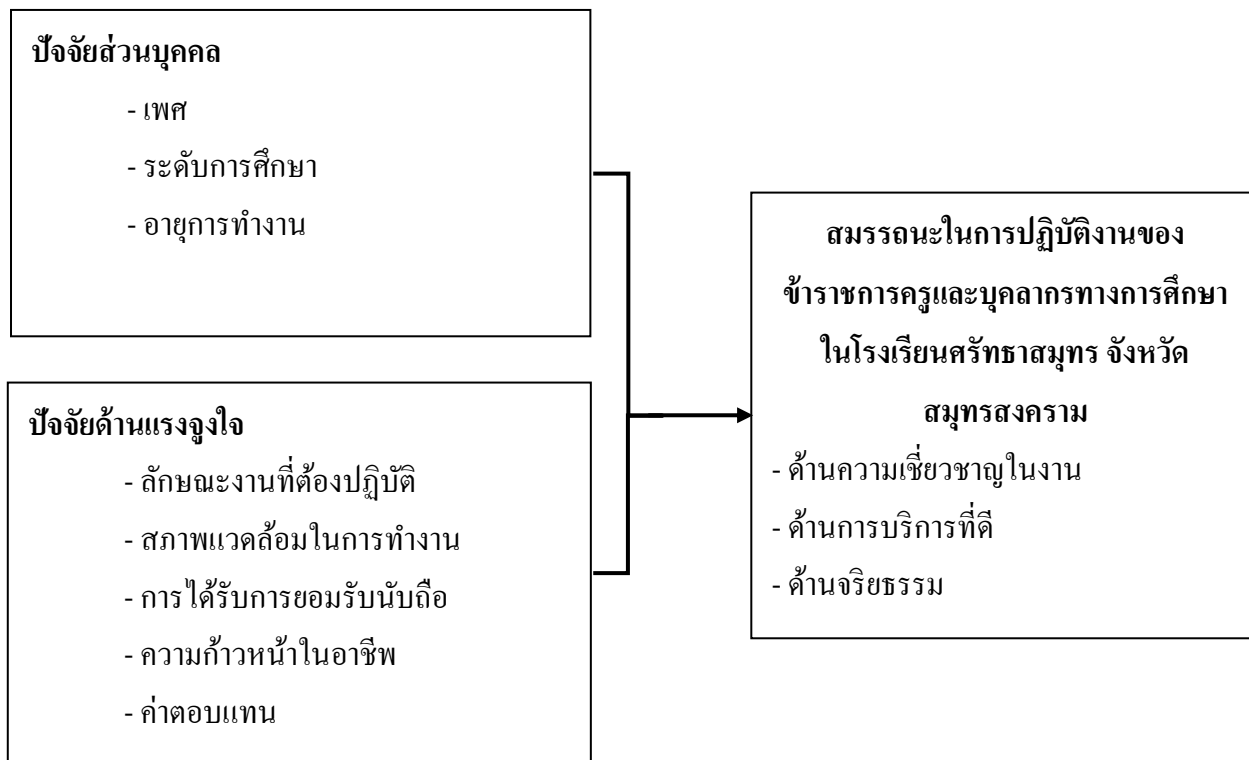 ปัจจัยส่วนบุคคล
- เพศ
- ระดับการศึกษา
- อายุการทำงาน
ปัจจัยด้านแรงจูงใจ
- ลักษณะงานที่ต้องปฏิบัติ
- สภาพแวดล้อมในการทำงาน
- การได้รับการยอมรับนับถือ
- ความก้าวหน้าในอาชีพ
- ค่าตอบแทน
สมรรถนะในการปฏิบัติงานของ
ข้าราชการครูและบุคลากรทางการศึกษา
ในโรงเรียนศรัทธาสมุทร จังหวัด
สมุทรสงคราม
- ด้านความเชี่ยวชาญในงาน
- ด้านการบริการที่ดี
- ด้านจริยธรรม